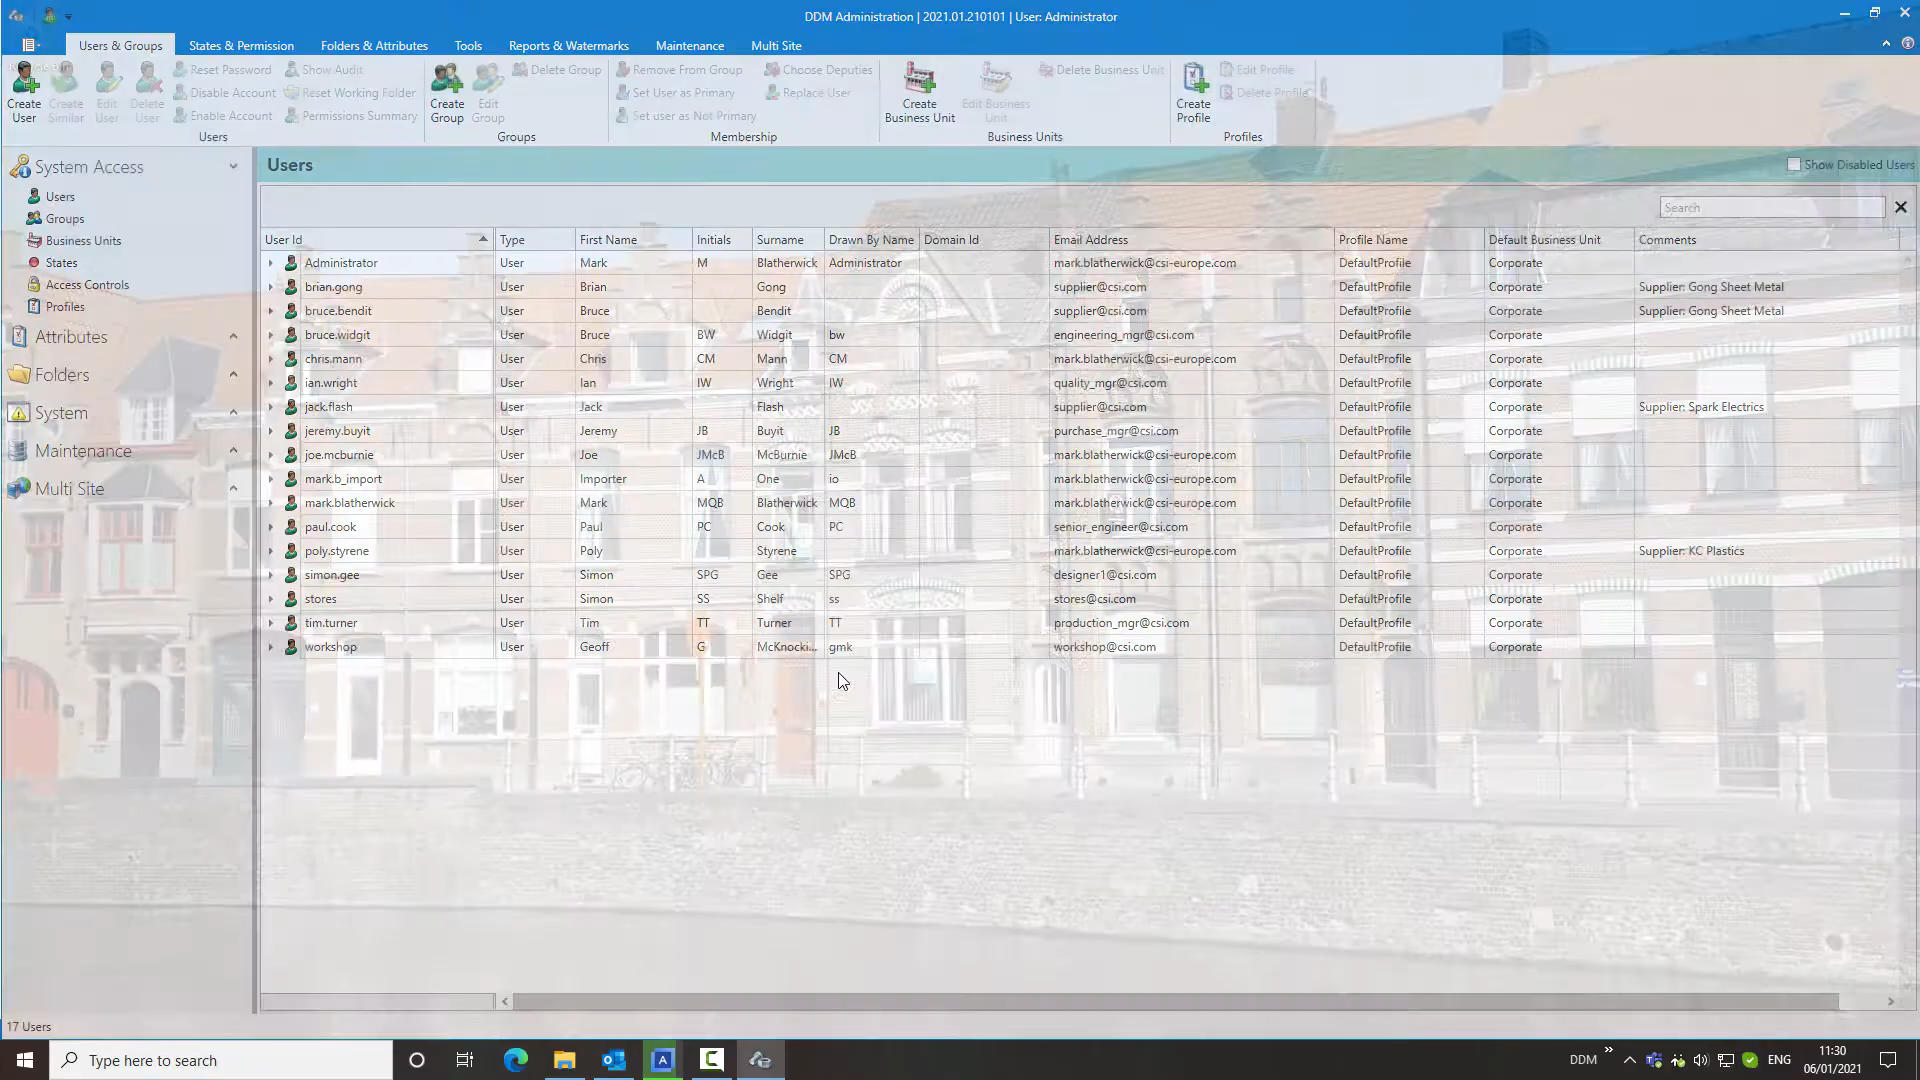 DDM Administration | 2021.01.210101 | User: Administrator
Users & Groups States & Permission Folders & Attributes Tools Reports & Watermarks Maintenance Multi Site
Create User Create Similar Edit User Delete User
Reset Password Show Audit
Disable Account Reset Working Folder
Enable Account Permissions Summary
Users
Create Group Edit Group Delete Group
Groups
Remove From Group Choose Deputies
Set User as Primary Replace User
Set user as Not Primary
Membership
Create Business Unit Edit Business Unit Delete Business Unit
Business Units
Create Profile Edit Profile
Delete Profile
Profiles
System Access
Users
Groups
Business Units
States
Access Controls
Profiles
Attributes
Folders
System
Maintenance
Multi Site
Users Show Disabled Users
Search
User Id Type First Name Initials Surname Drawn By Name Domain Id Email Address Profile Name Default Business Unit Comments
Administrator User Mark M Blatherwick Administrator mark.blatherwick@csi-europe.com DefaultProfile Corporate
brian.gong User Brian Gong supplier@csi.com DefaultProfile Corporate Supplier: Gong Sheet Metal
bruce.bendit User Bruce Bendit supplier@csi.com DefaultProfile Corporate Supplier: Gong Sheet Metal
bruce.widgit User Bruce BW Widgit bw engineering_mgr@csi.com DefaultProfile Corporate
chris.mann User Chris CM Mann CM mark.blatherwick@csi-europe.com DefaultProfile Corporate
ian.wright User Ian IW Wright IW quality_mgr@csi.com DefaultProfile Corporate
jack.flash User Jack Flash supplier@csi.com DefaultProfile Corporate Supplier: Spark Electrics
jeremy.buyit User Jeremy JB Buyit JB purchase_mgr@csi.com DefaultProfile Corporate
joe.mcburnie User Joe JMcB McBurnie JMcB mark.blatherwick@csi-europe.com DefaultProfile Corporate
mark.b_import User Importer A One io mark.blatherwick@csi-europe.com DefaultProfile Corporate
mark.blatherwick User Mark MQB Blatherwick MQB mark.blatherwick@csi-europe.com DefaultProfile Corporate
paul.cook User Paul PC Cook PC senior_engineer@csi.com DefaultProfile Corporate
poly.styrene User Poly Styrene mark.blatherwick@csi-europe.com DefaultProfile Corporate Supplier: KC Plastics
simon.gee User Simon SPG Gee SPG designer1@csi.com DefaultProfile Corporate
stores User Simon SS Shelf ss stores@csi.com DefaultProfile Corporate
tim.turner User Tim TT Turner TT production_mgr@csi.com DefaultProfile Corporate
workshop User Geoff G McKnocki... gmk workshop@csi.com DefaultProfile Corporate
17 Users
Type here to search
DDM ENG
11:30
06/01/2021